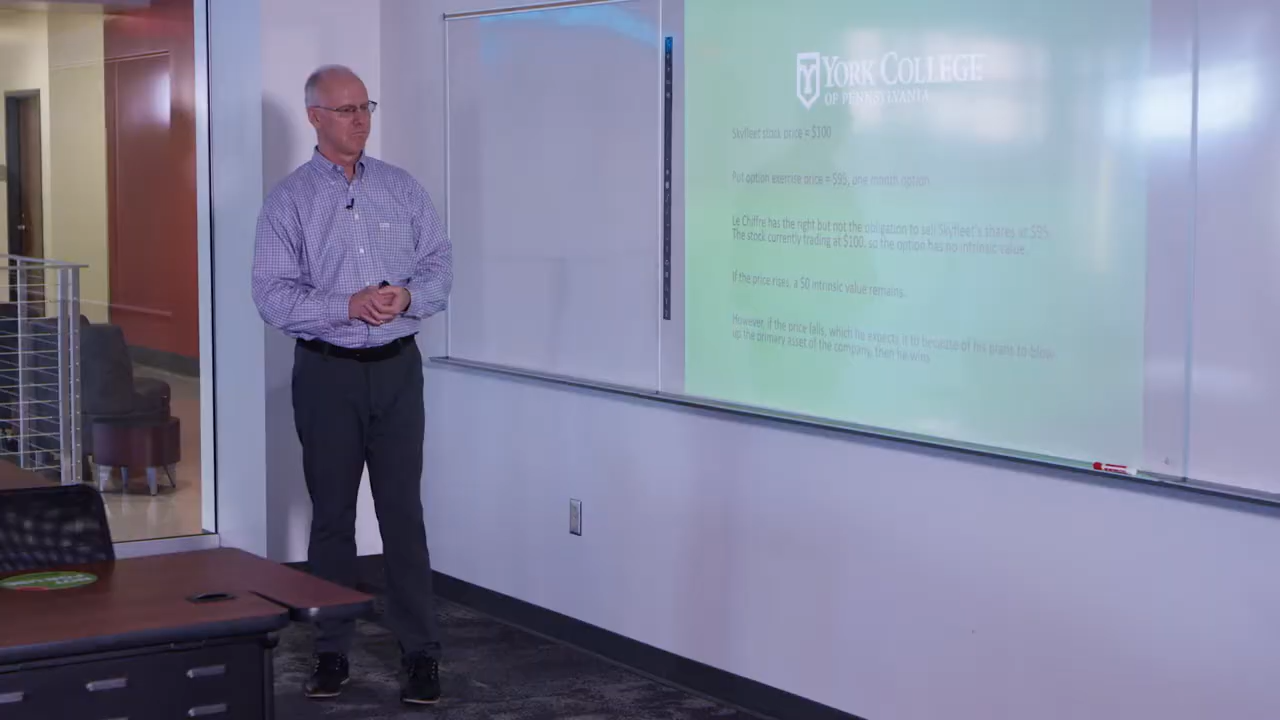 YORK COLLEGE
OF PENNSYLVANIA
Skyfleet stock price = $100
Put option exercise price = $95, one month option
Le Chiffre has the right but not the obligation to sell Skyfleet's shares at $95.
The stock currently trading at $100, so the option has no intrinsic value.
If the price rises, a $0 intrinsic value remains.
However, if the price falls, which he expects it to because of his plans to blow
up the primary asset of the company, then he wins.